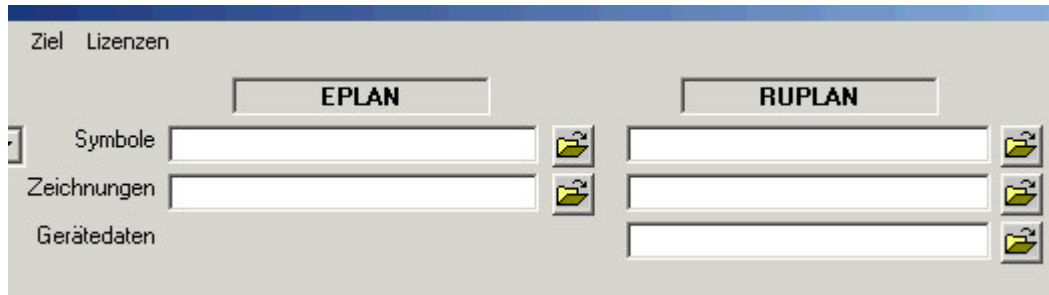 Ziel Lizenzen
EPLAN RUPLAN
Symbole
Zeichnungen
Gerätedaten